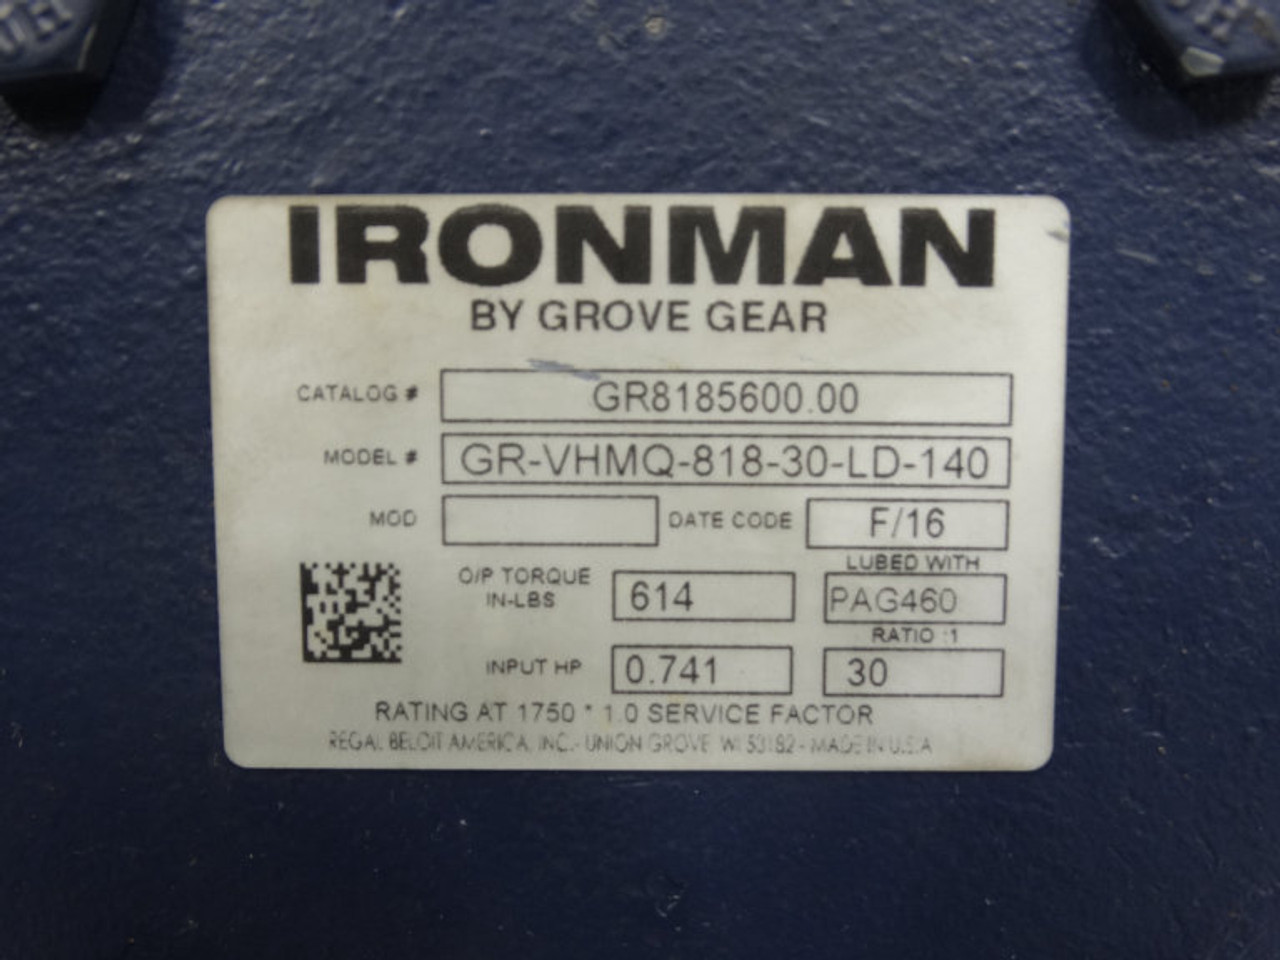 IRONMAN
BY GROVE GEAR
CATALOG # GR8185600.00
MODEL # GR-VHMQ-818-30-LD-140
MOD DATE CODE F/16
O/P TORQUE IN-LBS 614 LUBED WITH PAG460
INPUT HP 0.741 RATIO :1 30
RATING AT 1750 * 1.0 SERVICE FACTOR
REGAL BELOIT AMERICA, INC.- UNION GROVE WI 53182 - MADE IN U.S.A